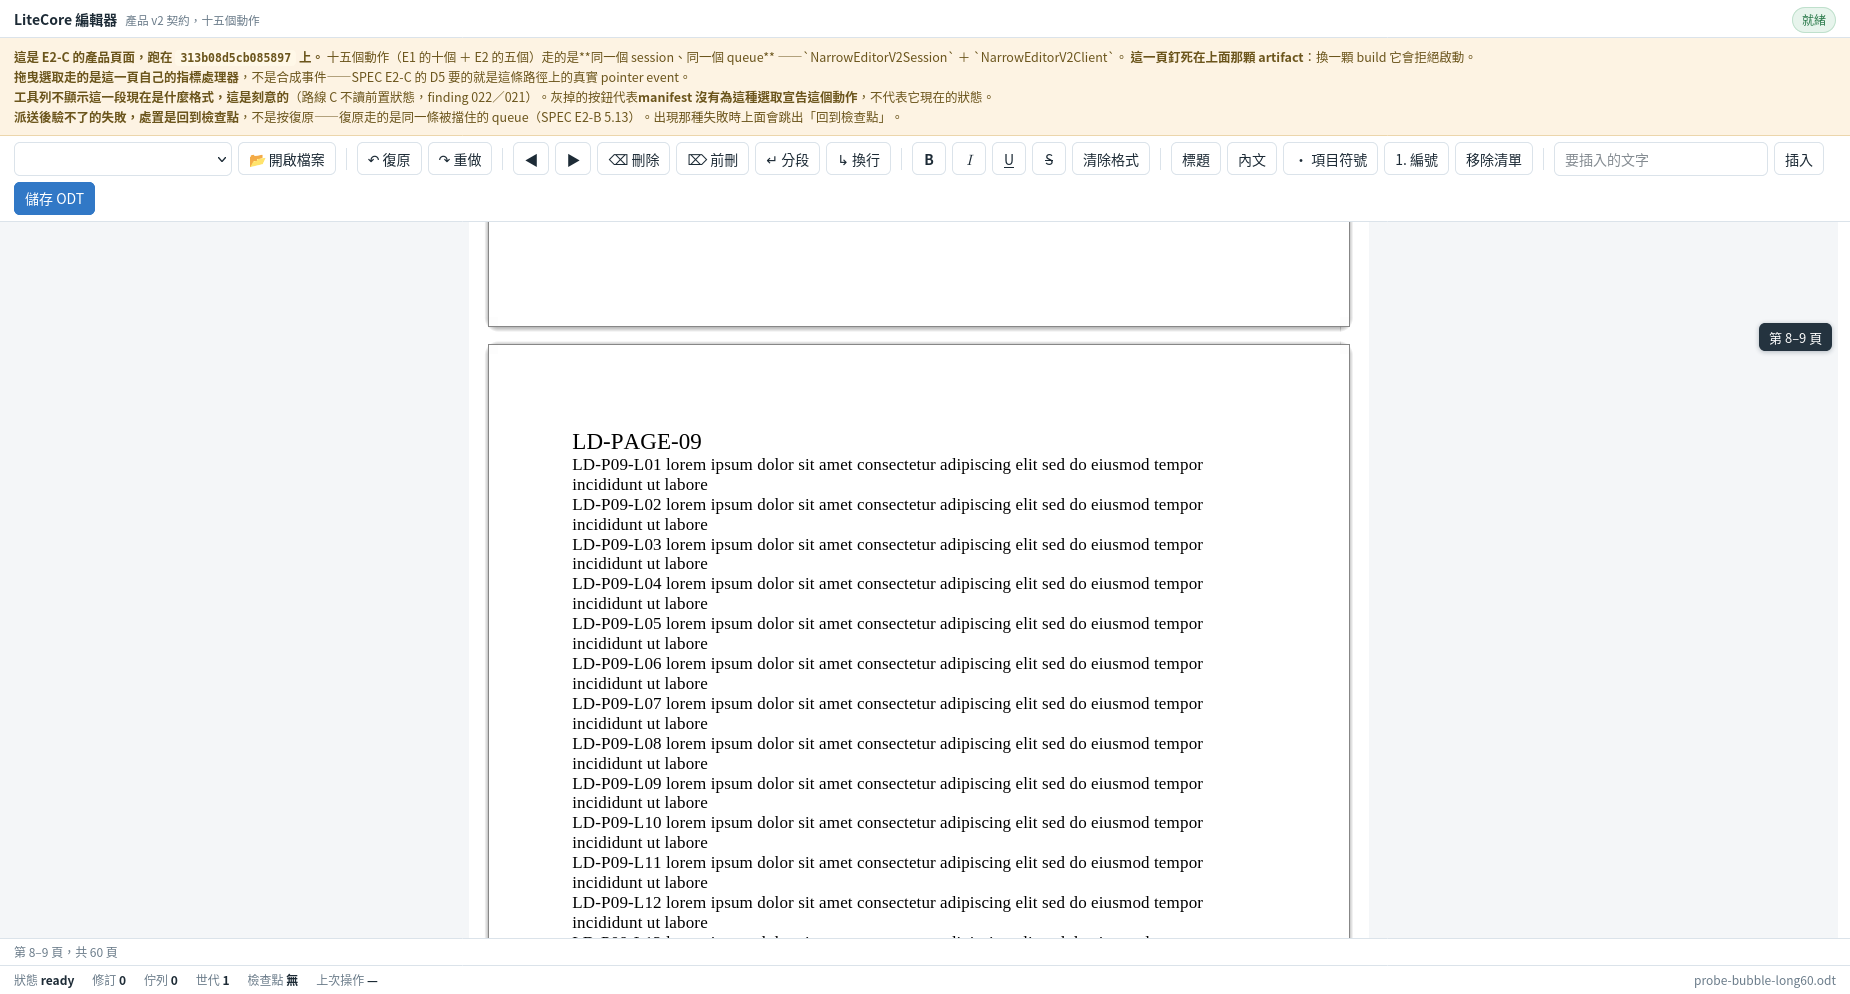 LiteCore 編輯器 產品 v2 契約，十五個動作 就緒
這是 E2-C 的產品頁面，跑在 313b08d5cb085897 上。 十五個動作（E1 的十個 ＋ E2 的五個）走的是**同一個 session、同一個 queue** ——`NarrowEditorV2Session` ＋ `NarrowEditorV2Client`。 這一頁釘死在上面那顆 artifact：換一顆 build 它會拒絕啟動。
拖曳選取走的是這一頁自己的指標處理器，不是合成事件——SPEC E2-C 的 D5 要的就是這條路徑上的真實 pointer event。
工具列不顯示這一段現在是什麼格式，這是刻意的（路線 C 不讀前置狀態，finding 022／021）。灰掉的按鈕代表manifest 沒有為這種選取宣告這個動作，不代表它現在的狀態。
派送後驗不了的失敗，處置是回到檢查點，不是按復原——復原走的是同一條被擋住的 queue（SPEC E2-B 5.13）。出現那種失敗時上面會跳出「回到檢查點」。
📂 開啟檔案 ↶ 復原 ↷ 重做 ◀ ▶ ⌫ 刪除 ⌦ 前刪 ↵ 分段 ↳ 換行 B I U S 清除格式 標題 內文 ・ 項目符號 1. 編號 移除清單 要插入的文字 插入
儲存 ODT
第 8–9 頁
LD-PAGE-09
LD-P09-L01 lorem ipsum dolor sit amet consectetur adipiscing elit sed do eiusmod tempor
incididunt ut labore
LD-P09-L02 lorem ipsum dolor sit amet consectetur adipiscing elit sed do eiusmod tempor
incididunt ut labore
LD-P09-L03 lorem ipsum dolor sit amet consectetur adipiscing elit sed do eiusmod tempor
incididunt ut labore
LD-P09-L04 lorem ipsum dolor sit amet consectetur adipiscing elit sed do eiusmod tempor
incididunt ut labore
LD-P09-L05 lorem ipsum dolor sit amet consectetur adipiscing elit sed do eiusmod tempor
incididunt ut labore
LD-P09-L06 lorem ipsum dolor sit amet consectetur adipiscing elit sed do eiusmod tempor
incididunt ut labore
LD-P09-L07 lorem ipsum dolor sit amet consectetur adipiscing elit sed do eiusmod tempor
incididunt ut labore
LD-P09-L08 lorem ipsum dolor sit amet consectetur adipiscing elit sed do eiusmod tempor
incididunt ut labore
LD-P09-L09 lorem ipsum dolor sit amet consectetur adipiscing elit sed do eiusmod tempor
incididunt ut labore
LD-P09-L10 lorem ipsum dolor sit amet consectetur adipiscing elit sed do eiusmod tempor
incididunt ut labore
LD-P09-L11 lorem ipsum dolor sit amet consectetur adipiscing elit sed do eiusmod tempor
incididunt ut labore
LD-P09-L12 lorem ipsum dolor sit amet consectetur adipiscing elit sed do eiusmod tempor
incididunt ut labore
第 8–9 頁，共 60 頁
狀態 ready 修訂 0 佇列 0 世代 1 檢查點 無 上次操作 — probe-bubble-long60.odt